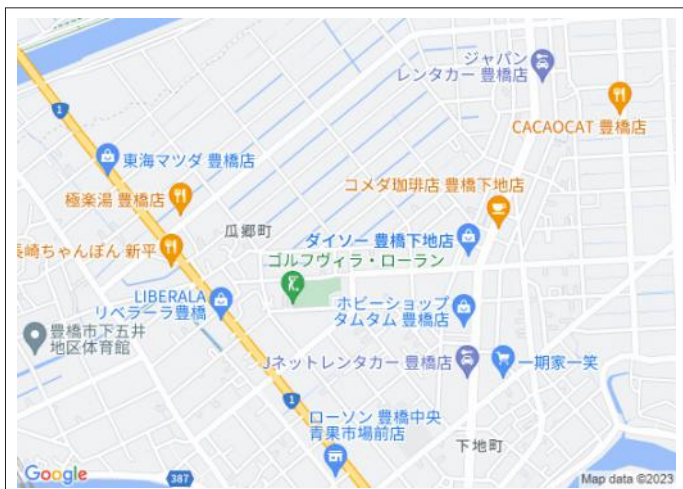 ジャパン
レンタカー 豊橋店
1
CACAOCAT 豊橋店
東海マツダ 豊橋店
コメダ珈琲店 豊橋下地店
極楽湯 豊橋店
瓜郷町
ダイソー 豊橋下地店
長崎ちゃんぽん 新平
ゴルフヴィラ・ローラン
LIBERALA
リベラーラ豊橋
ホビーショップ
タムタム 豊橋店
豊橋市下五井
地区体育館
Jネットレンタカー 豊橋店
一期家一笑
1
ローソン 豊橋中央
青果市場前店
下地町
387
Google
Map data ©2023